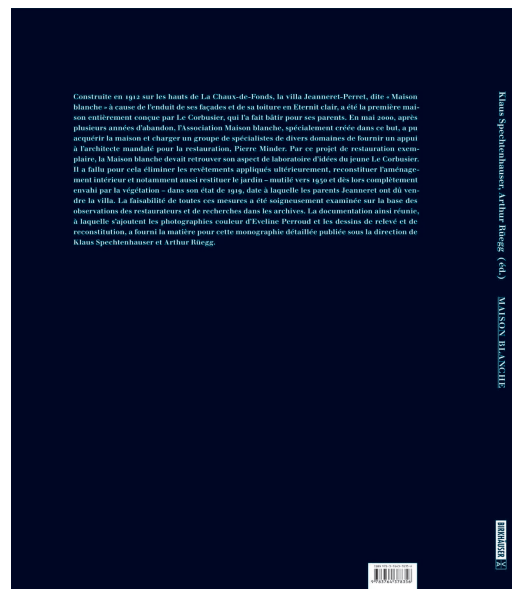 Construite en 1912 sur les hauts de La Chaux-de-Fonds, la villa Jeanneret-Perret, dite « Maison
blanche » à cause de l'enduit de ses façades et de sa toiture en Eternit clair, a été la première mai-
son entièrement conçue par Le Corbusier, qui l'a fait bâtir pour ses parents. En mai 2000, après
plusieurs années d'abandon, l'Association Maison blanche, spécialement créée dans ce but, a pu
acquérir la maison et charger un groupe de spécialistes de divers domaines de fournir un appui
à l'architecte mandaté pour la restauration, Pierre Minder. Par ce projet de restauration exem-
plaire, la Maison blanche devait retrouver son aspect de laboratoire d'idées du jeune Le Corbusier.
Il a fallu pour cela éliminer les revêtements appliqués ultérieurement, reconstituer l'aménage-
ment intérieur et notamment aussi restituer le jardin – mutilé vers 1950 et dès lors complètement
envahi par la végétation – dans son état de 1919, date à laquelle les parents Jeanneret ont dû ven-
dre la villa. La faisabilité de toutes ces mesures a été soigneusement examinée sur la base des
observations des restaurateurs et de recherches dans les archives. La documentation ainsi réunie,
à laquelle s'ajoutent les photographies couleur d'Eveline Perroud et les dessins de relevé et de
reconstitution, a fourni la matière pour cette monographie détaillée publiée sous la direction de
Klaus Spechtenhauser et Arthur Rüegg.
Klaus Spechtenhauser, Arthur Rüegg (éd.) MAISON BLANCHE
BIRKHÄUSER